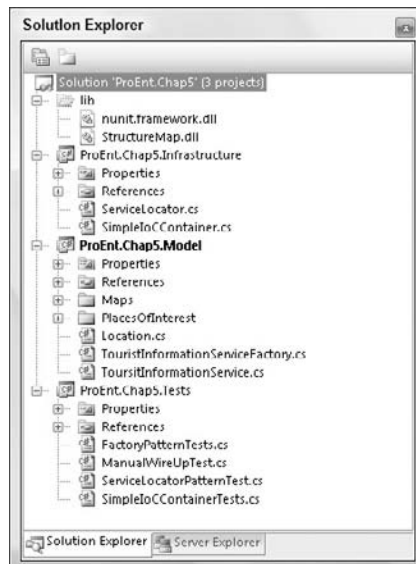 Solution Explorer
Solution 'ProEnt.Chap5' (3 projects)
lib
nunit.framework.dll
StructureMap.dll
ProEnt.Chap5.Infrastructure
Properties
References
ServiceLocator.cs
SimpleIoCContainer.cs
ProEnt.Chap5.Model
Properties
References
Maps
PlacesOfInterest
Location.cs
TouristInformationServiceFactory.cs
ToursitInformationService.cs
ProEnt.Chap5.Tests
Properties
References
FactoryPatternTests.cs
ManualWireUpTest.cs
ServiceLocatorPatternTest.cs
SimpleIoCContainerTests.cs
Solution Explorer Server Explorer